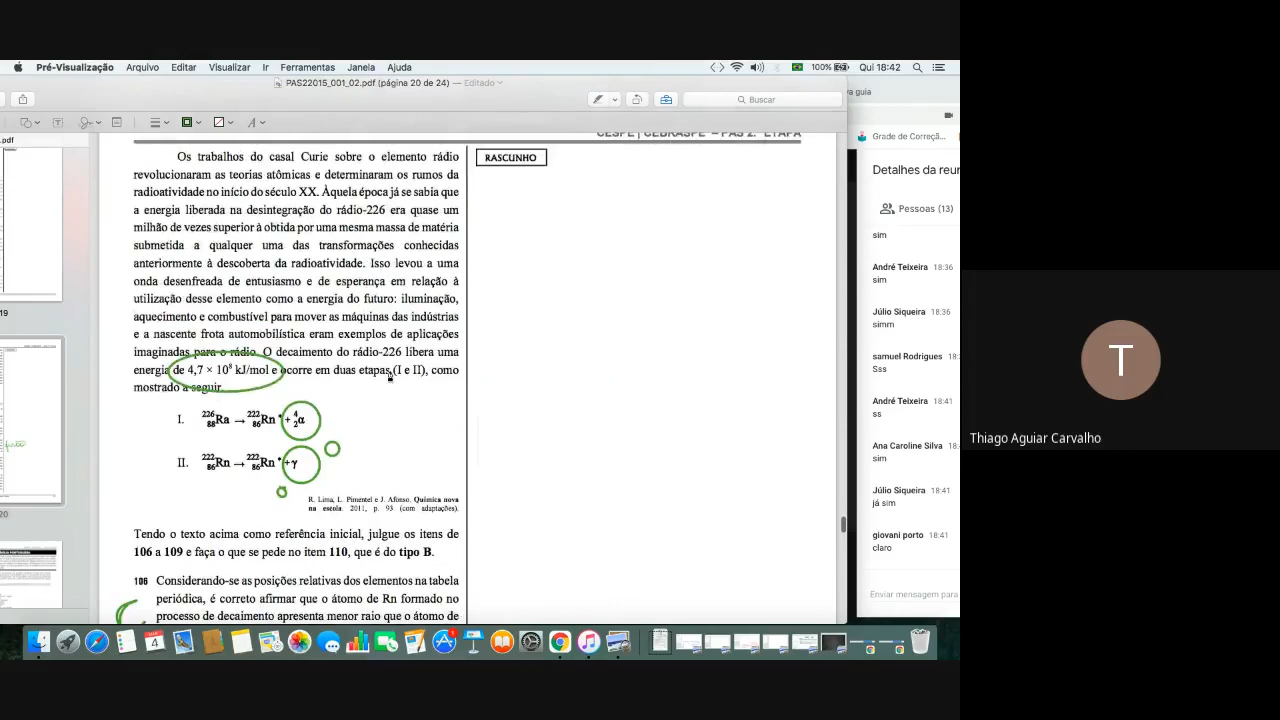 Pré-Visualização Arquivo Editar Visualizar Ir Ferramentas Janela Ajuda
100% Qui 18:42
PAS22015_001_02.pdf (página 20 de 24) — Editado
Buscar
va guia
.pdf
CESPE | CEBRASPE – PAS 2.ª ETAPA
Os trabalhos do casal Curie sobre o elemento rádio
revolucionaram as teorias atômicas e determinaram os rumos da
radioatividade no início do século XX. Àquela época já se sabia que
a energia liberada na desintegração do rádio-226 era quase um
milhão de vezes superior à obtida por uma mesma massa de matéria
submetida a qualquer uma das transformações conhecidas
anteriormente à descoberta da radioatividade. Isso levou a uma
onda desenfreada de entusiasmo e de esperança em relação à
utilização desse elemento como a energia do futuro: iluminação,
aquecimento e combustível para mover as máquinas das indústrias
e a nascente frota automobilística eram exemplos de aplicações
imaginadas para o rádio. O decaimento do rádio-226 libera uma
energia de 4,7 × 10⁸ kJ/mol e ocorre em duas etapas (I e II), como
mostrado a seguir.
I. ²²⁶₈₈Ra → ²²²₈₆Rn * + ⁴₂α
II. ²²²₈₆Rn → ²²²₈₆Rn * + γ
R. Lima, L. Pimentel e J. Afonso. Química nova
na escola. 2011, p. 93 (com adaptações).
Tendo o texto acima como referência inicial, julgue os itens de
106 a 109 e faça o que se pede no item 110, que é do tipo B.
106 Considerando-se as posições relativas dos elementos na tabela
periódica, é correto afirmar que o átomo de Rn formado no
processo de decaimento apresenta menor raio que o átomo de
RASCUNHO
19
20
Grade de Correçã...
Detalhes da reur
Pessoas (13)
sim
André Teixeira 18:36
sim
Júlio Siqueira 18:36
simm
samuel Rodrigues 18:36
Sss
André Teixeira 18:41
ss
Ana Caroline Silva 18:4
sim
Júlio Siqueira 18:41
já sim
giovani porto 18:41
claro
Enviar mensagem para
T
Thiago Aguiar Carvalho